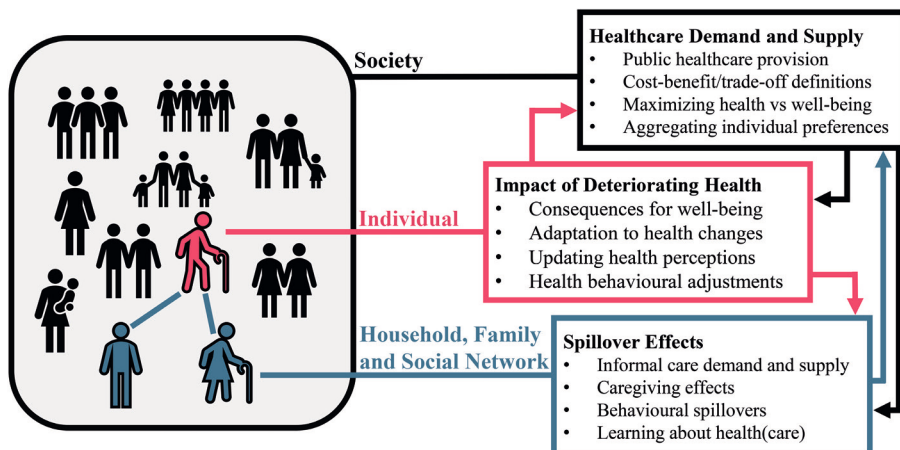 Society
Healthcare Demand and Supply
• Public healthcare provision
• Cost-benefit/trade-off definitions
• Maximizing health vs well-being
• Aggregating individual preferences
Individual
Impact of Deteriorating Health
• Consequences for well-being
• Adaptation to health changes
• Updating health perceptions
• Health behavioural adjustments
Household, Family
and Social Network
Spillover Effects
• Informal care demand and supply
• Caregiving effects
• Behavioural spillovers
• Learning about health(care)